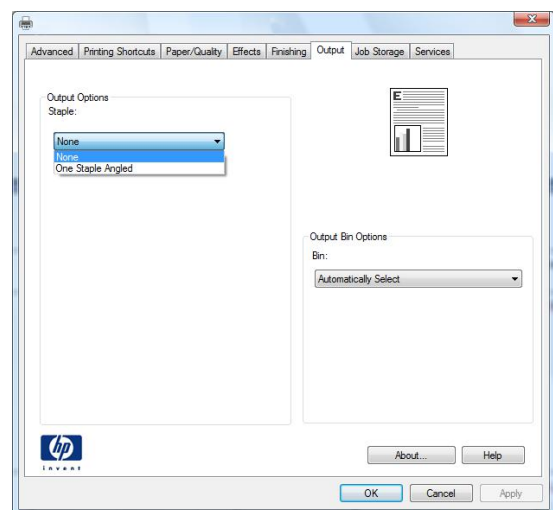 Advanced Printing Shortcuts Paper/Quality Effects Finishing Output Job Storage Services
Output Options
Staple:
None
None
One Staple Angled
E
Output Bin Options
Bin:
Automatically Select
hp
invent
About... Help
OK Cancel Apply